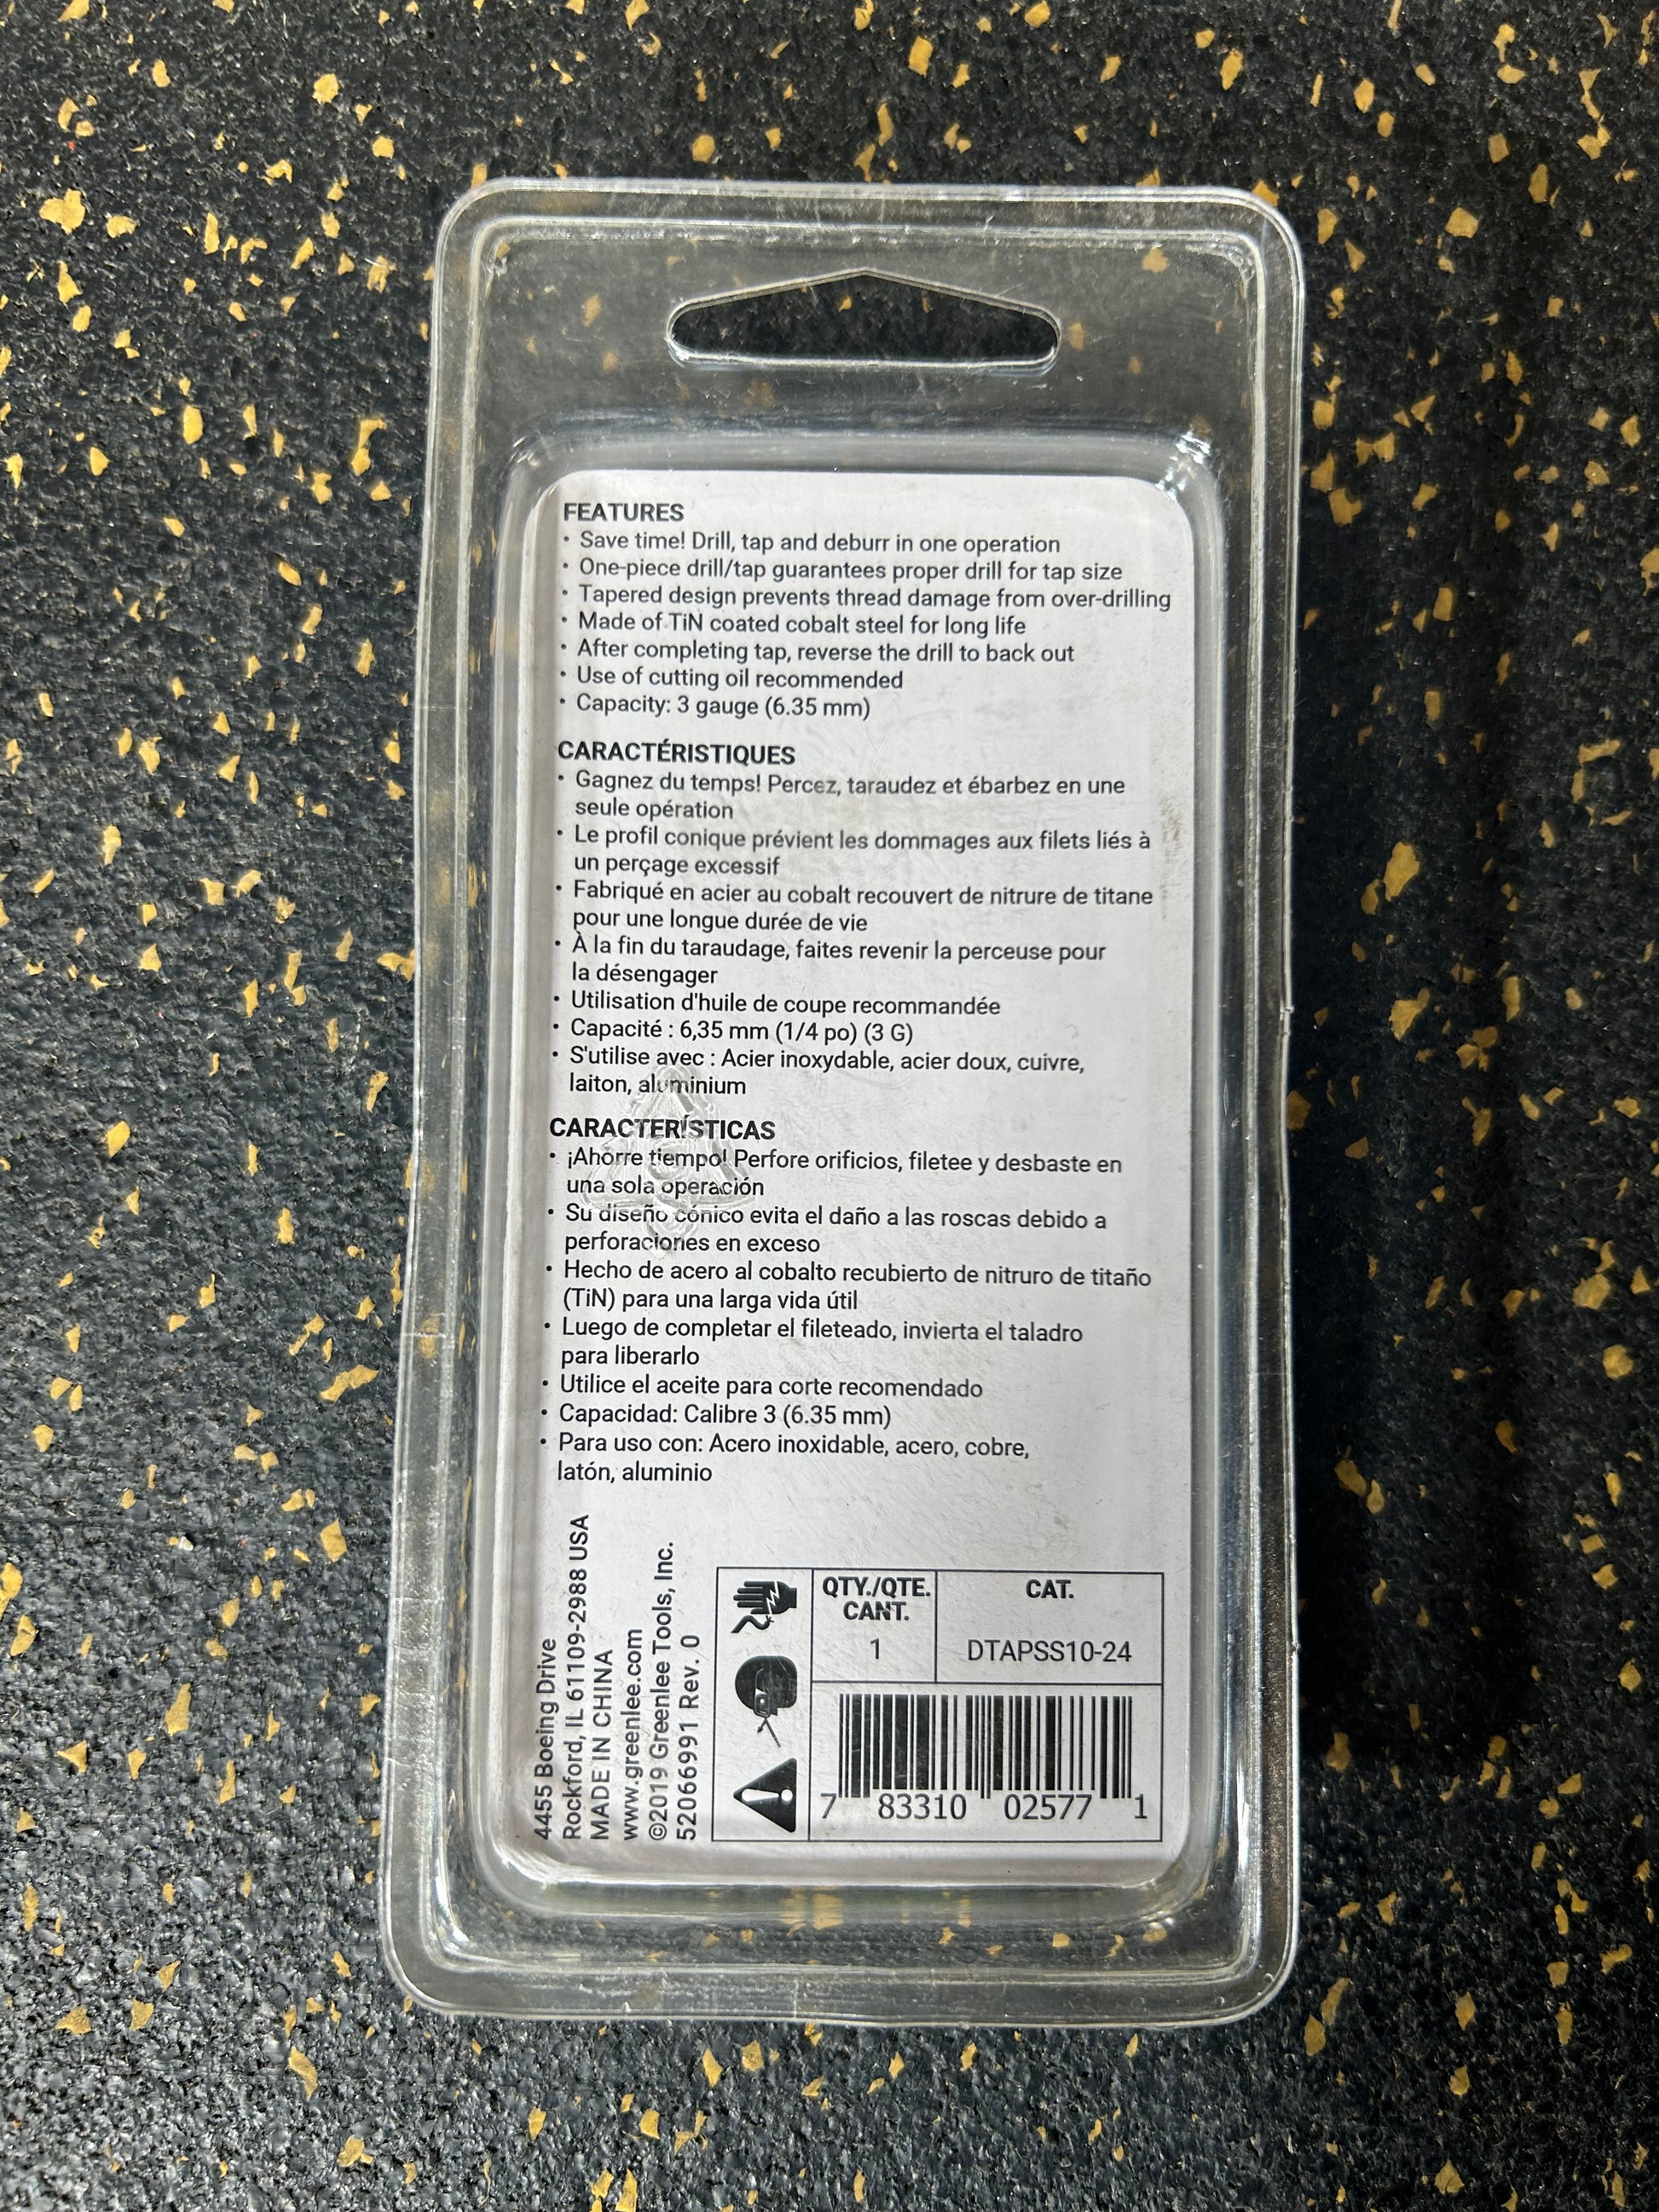 FEATURES
• Save time! Drill, tap and deburr in one operation
• One-piece drill/tap guarantees proper drill for tap size
• Tapered design prevents thread damage from over-drilling
• Made of TiN coated cobalt steel for long life
• After completing tap, reverse the drill to back out
• Use of cutting oil recommended
• Capacity: 3 gauge (6.35 mm)
CARACTÉRISTIQUES
• Gagnez du temps! Percez, taraudez et ébarbez en une
seule opération
• Le profil conique prévient les dommages aux filets liés à
un perçage excessif
• Fabriqué en acier au cobalt recouvert de nitrure de titane
pour une longue durée de vie
• À la fin du taraudage, faites revenir la perceuse pour
la désengager
• Utilisation d'huile de coupe recommandée
• Capacité : 6,35 mm (1/4 po) (3 G)
• S'utilise avec : Acier inoxydable, acier doux, cuivre,
laiton, aluminium
CARACTERÍSTICAS
• ¡Ahorre tiempo! Perfore orificios, filetee y desbaste en
una sola operación
• Su diseño cónico evita el daño a las roscas debido a
perforaciones en exceso
• Hecho de acero al cobalto recubierto de nitruro de titaño
(TiN) para una larga vida útil
• Luego de completar el fileteado, invierta el taladro
para liberarlo
• Utilice el aceite para corte recomendado
• Capacidad: Calibre 3 (6.35 mm)
• Para uso con: Acero inoxidable, acero, cobre,
latón, aluminio
4455 Boeing Drive
Rockford, IL 61109-2988 USA
MADE IN CHINA
www.greenlee.com
©2019 Greenlee Tools, Inc.
52066991 Rev. 0
QTY./QTE.
CANT.
1
CAT.
DTAPSS10-24
7 83310 02577 1